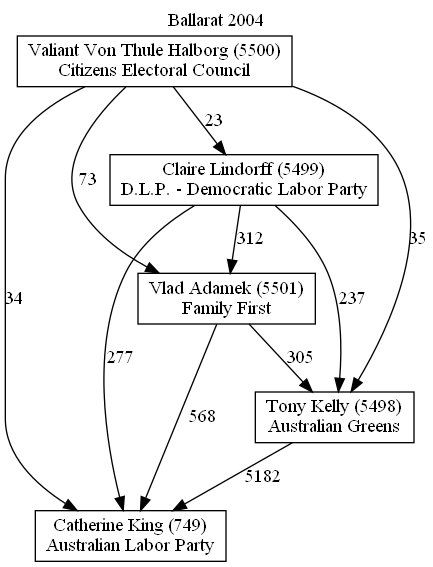 Ballarat 2004
Valiant Von Thule Halborg (5500)
Citizens Electoral Council
23
Claire Lindorff (5499)
D.L.P. - Democratic Labor Party
73
35
312
Vlad Adamek (5501)
Family First
34
237
277
305
Tony Kelly (5498)
Australian Greens
568
5182
Catherine King (749)
Australian Labor Party